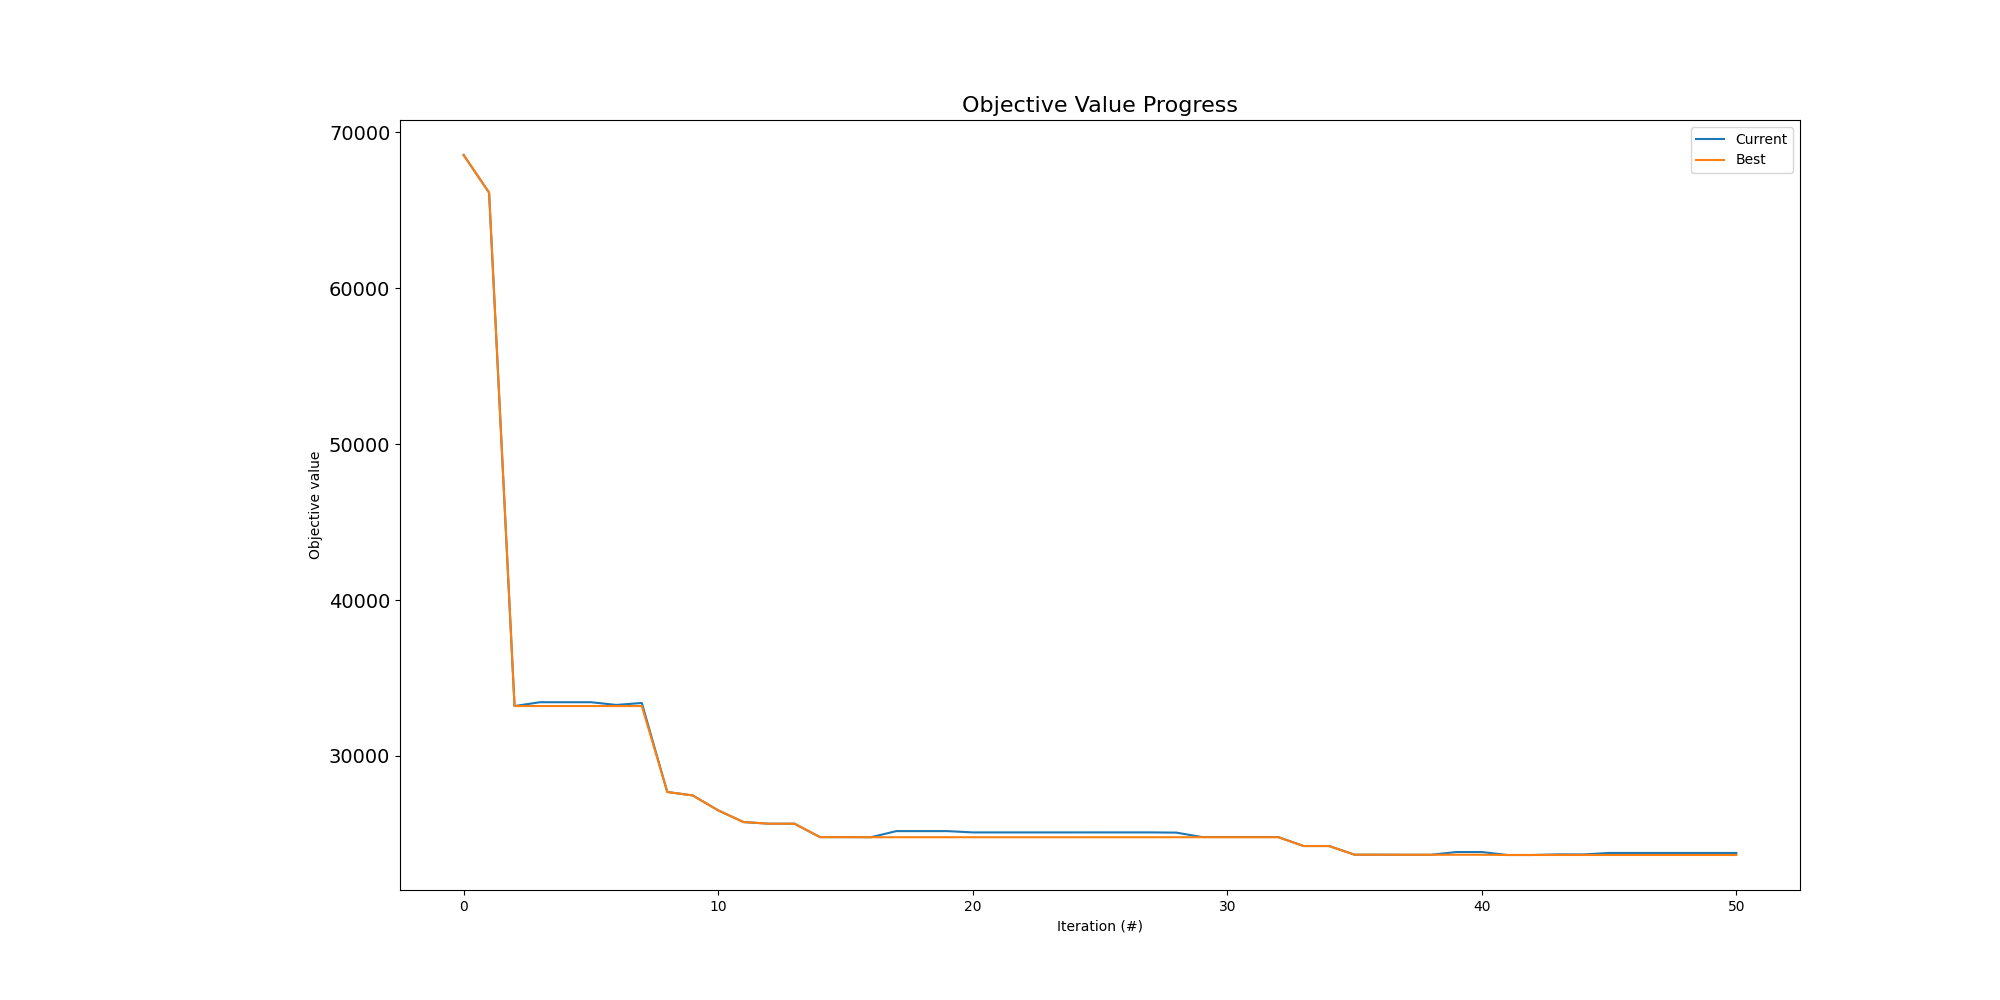 Objective Value Progress
70000
60000
50000
40000
30000
Objective value
Current
Best
0 10 20 30 40 50
Iteration (#)